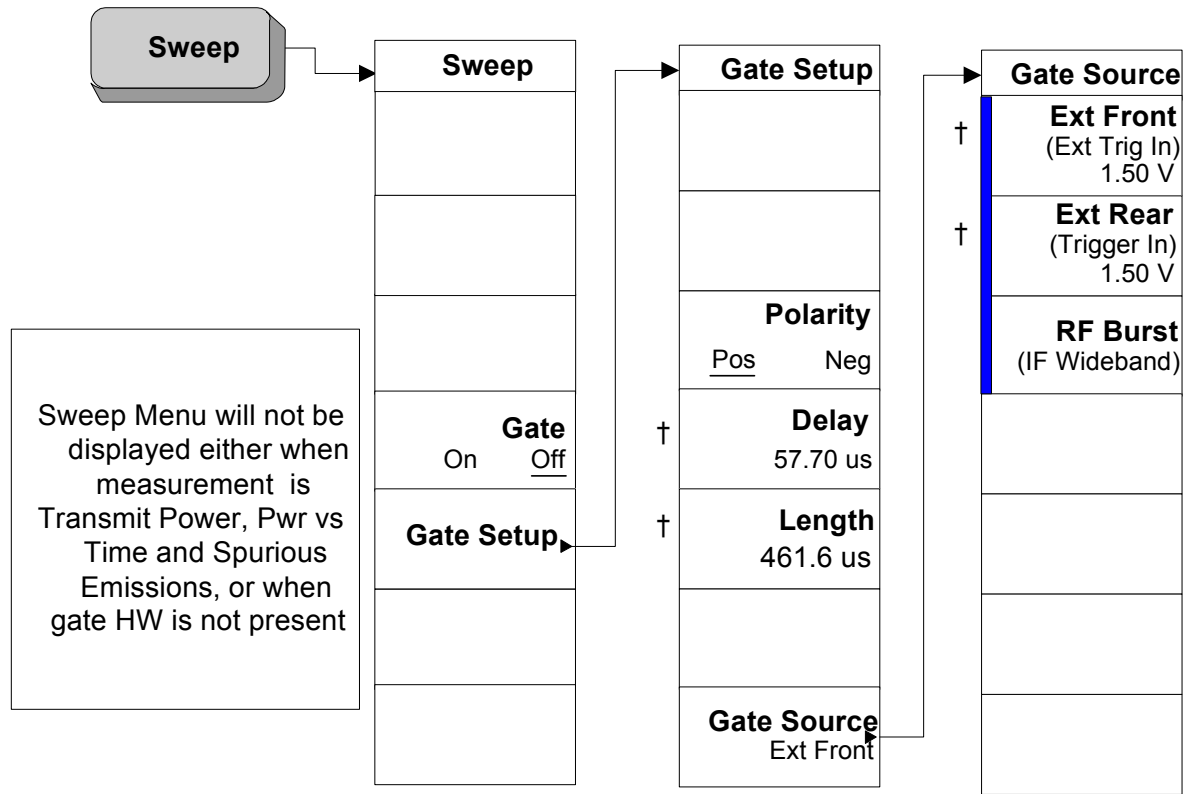 Sweep
Sweep
Gate
On Off
Gate Setup
Sweep Menu will not be
displayed either when
measurement is
Transmit Power, Pwr vs
Time and Spurious
Emissions, or when
gate HW is not present
Gate Setup
Polarity
Pos Neg
† Delay
57.70 us
† Length
461.6 us
Gate Source
Ext Front
Gate Source
† Ext Front
(Ext Trig In)
1.50 V
† Ext Rear
(Trigger In)
1.50 V
RF Burst
(IF Wideband)